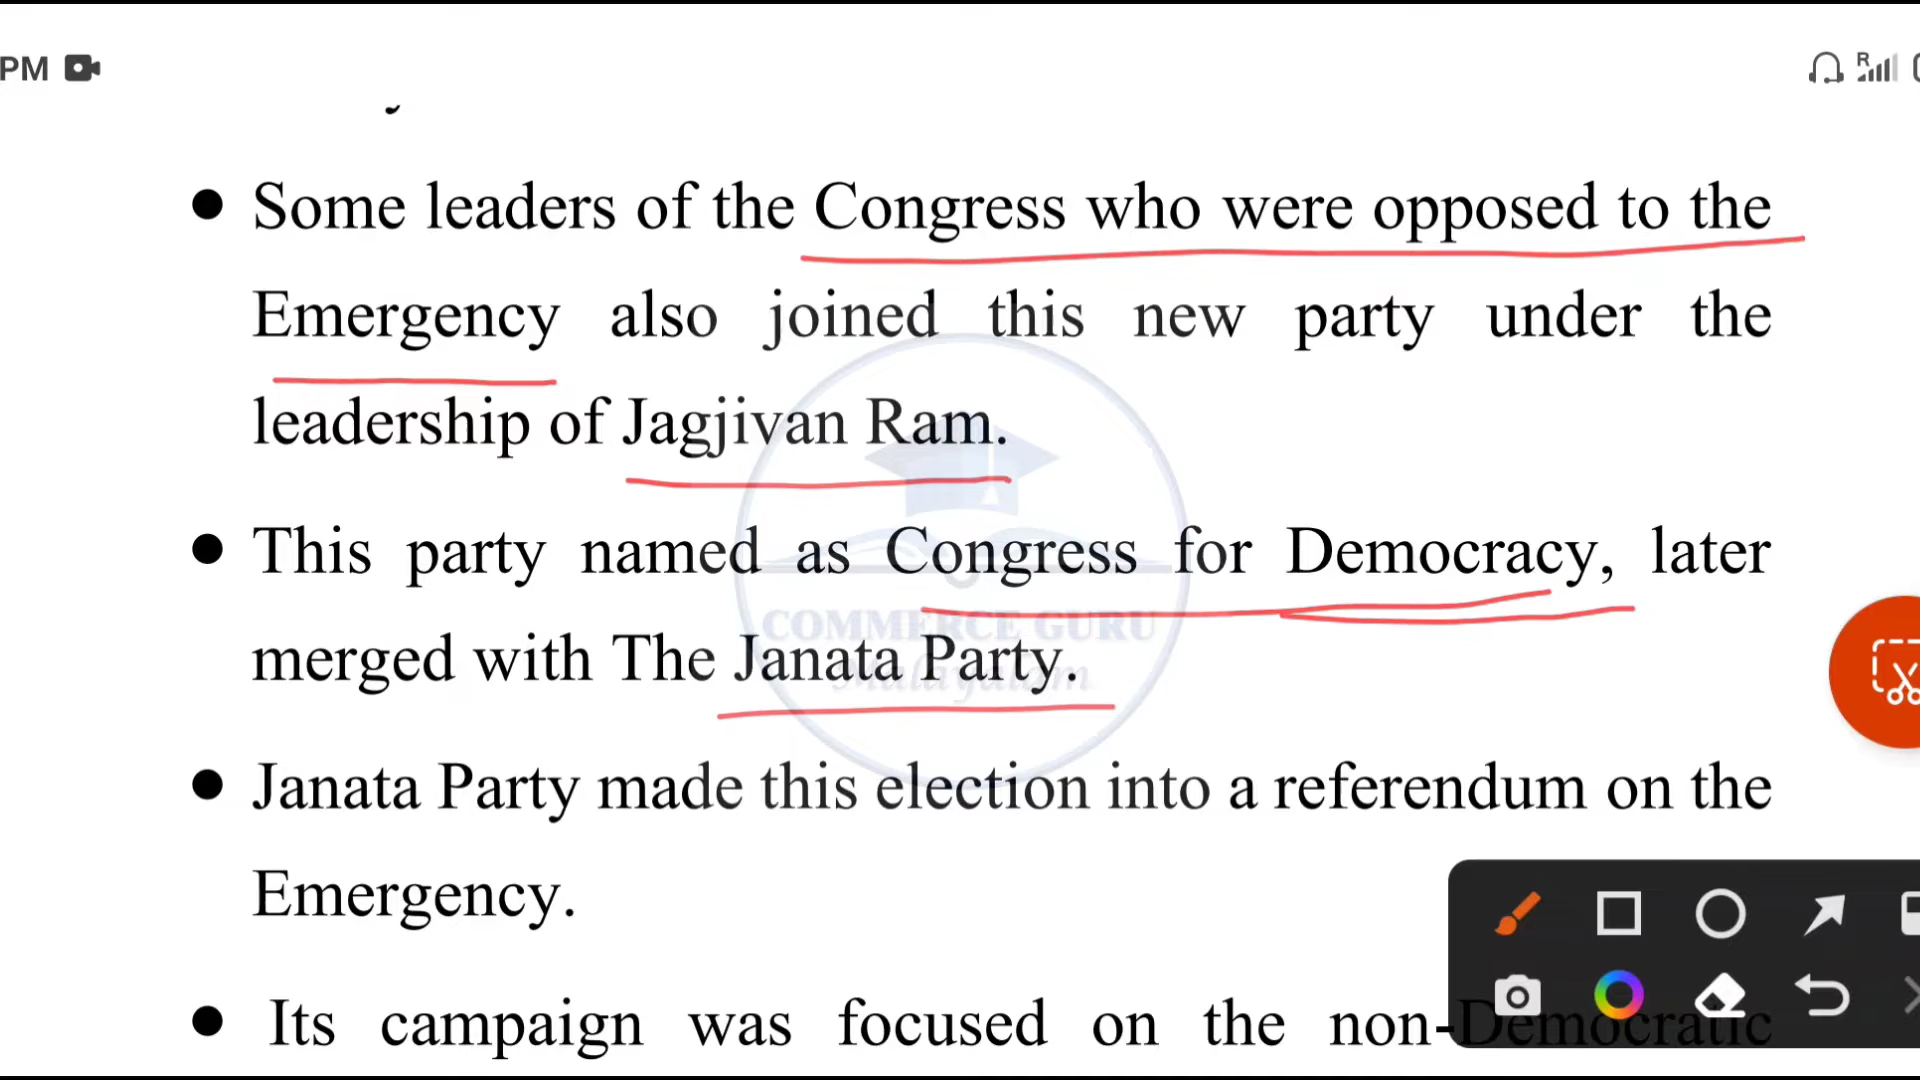 PM
R
Some leaders of the Congress who were opposed to the
Emergency also joined this new party under the
leadership of Jagjivan Ram.
This party named as Congress for Democracy, later
COMMERCE GURU
merged with The Janata Party.
Malayalam
Janata Party made this election into a referendum on the
Emergency.
Its campaign was focused on the non-Democratic